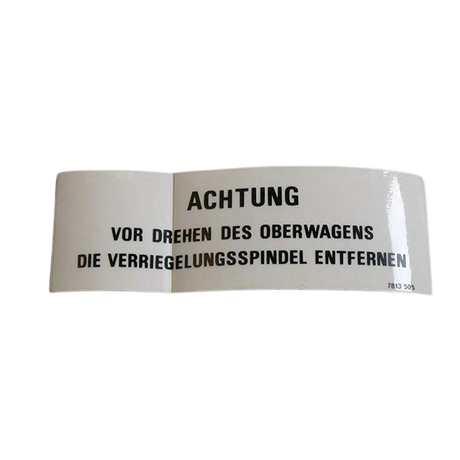 ACHTUNG
VOR DREHEN DES OBERWAGENS
DIE VERRIEGELUNGSSPINDEL ENTFERNEN
7813 505